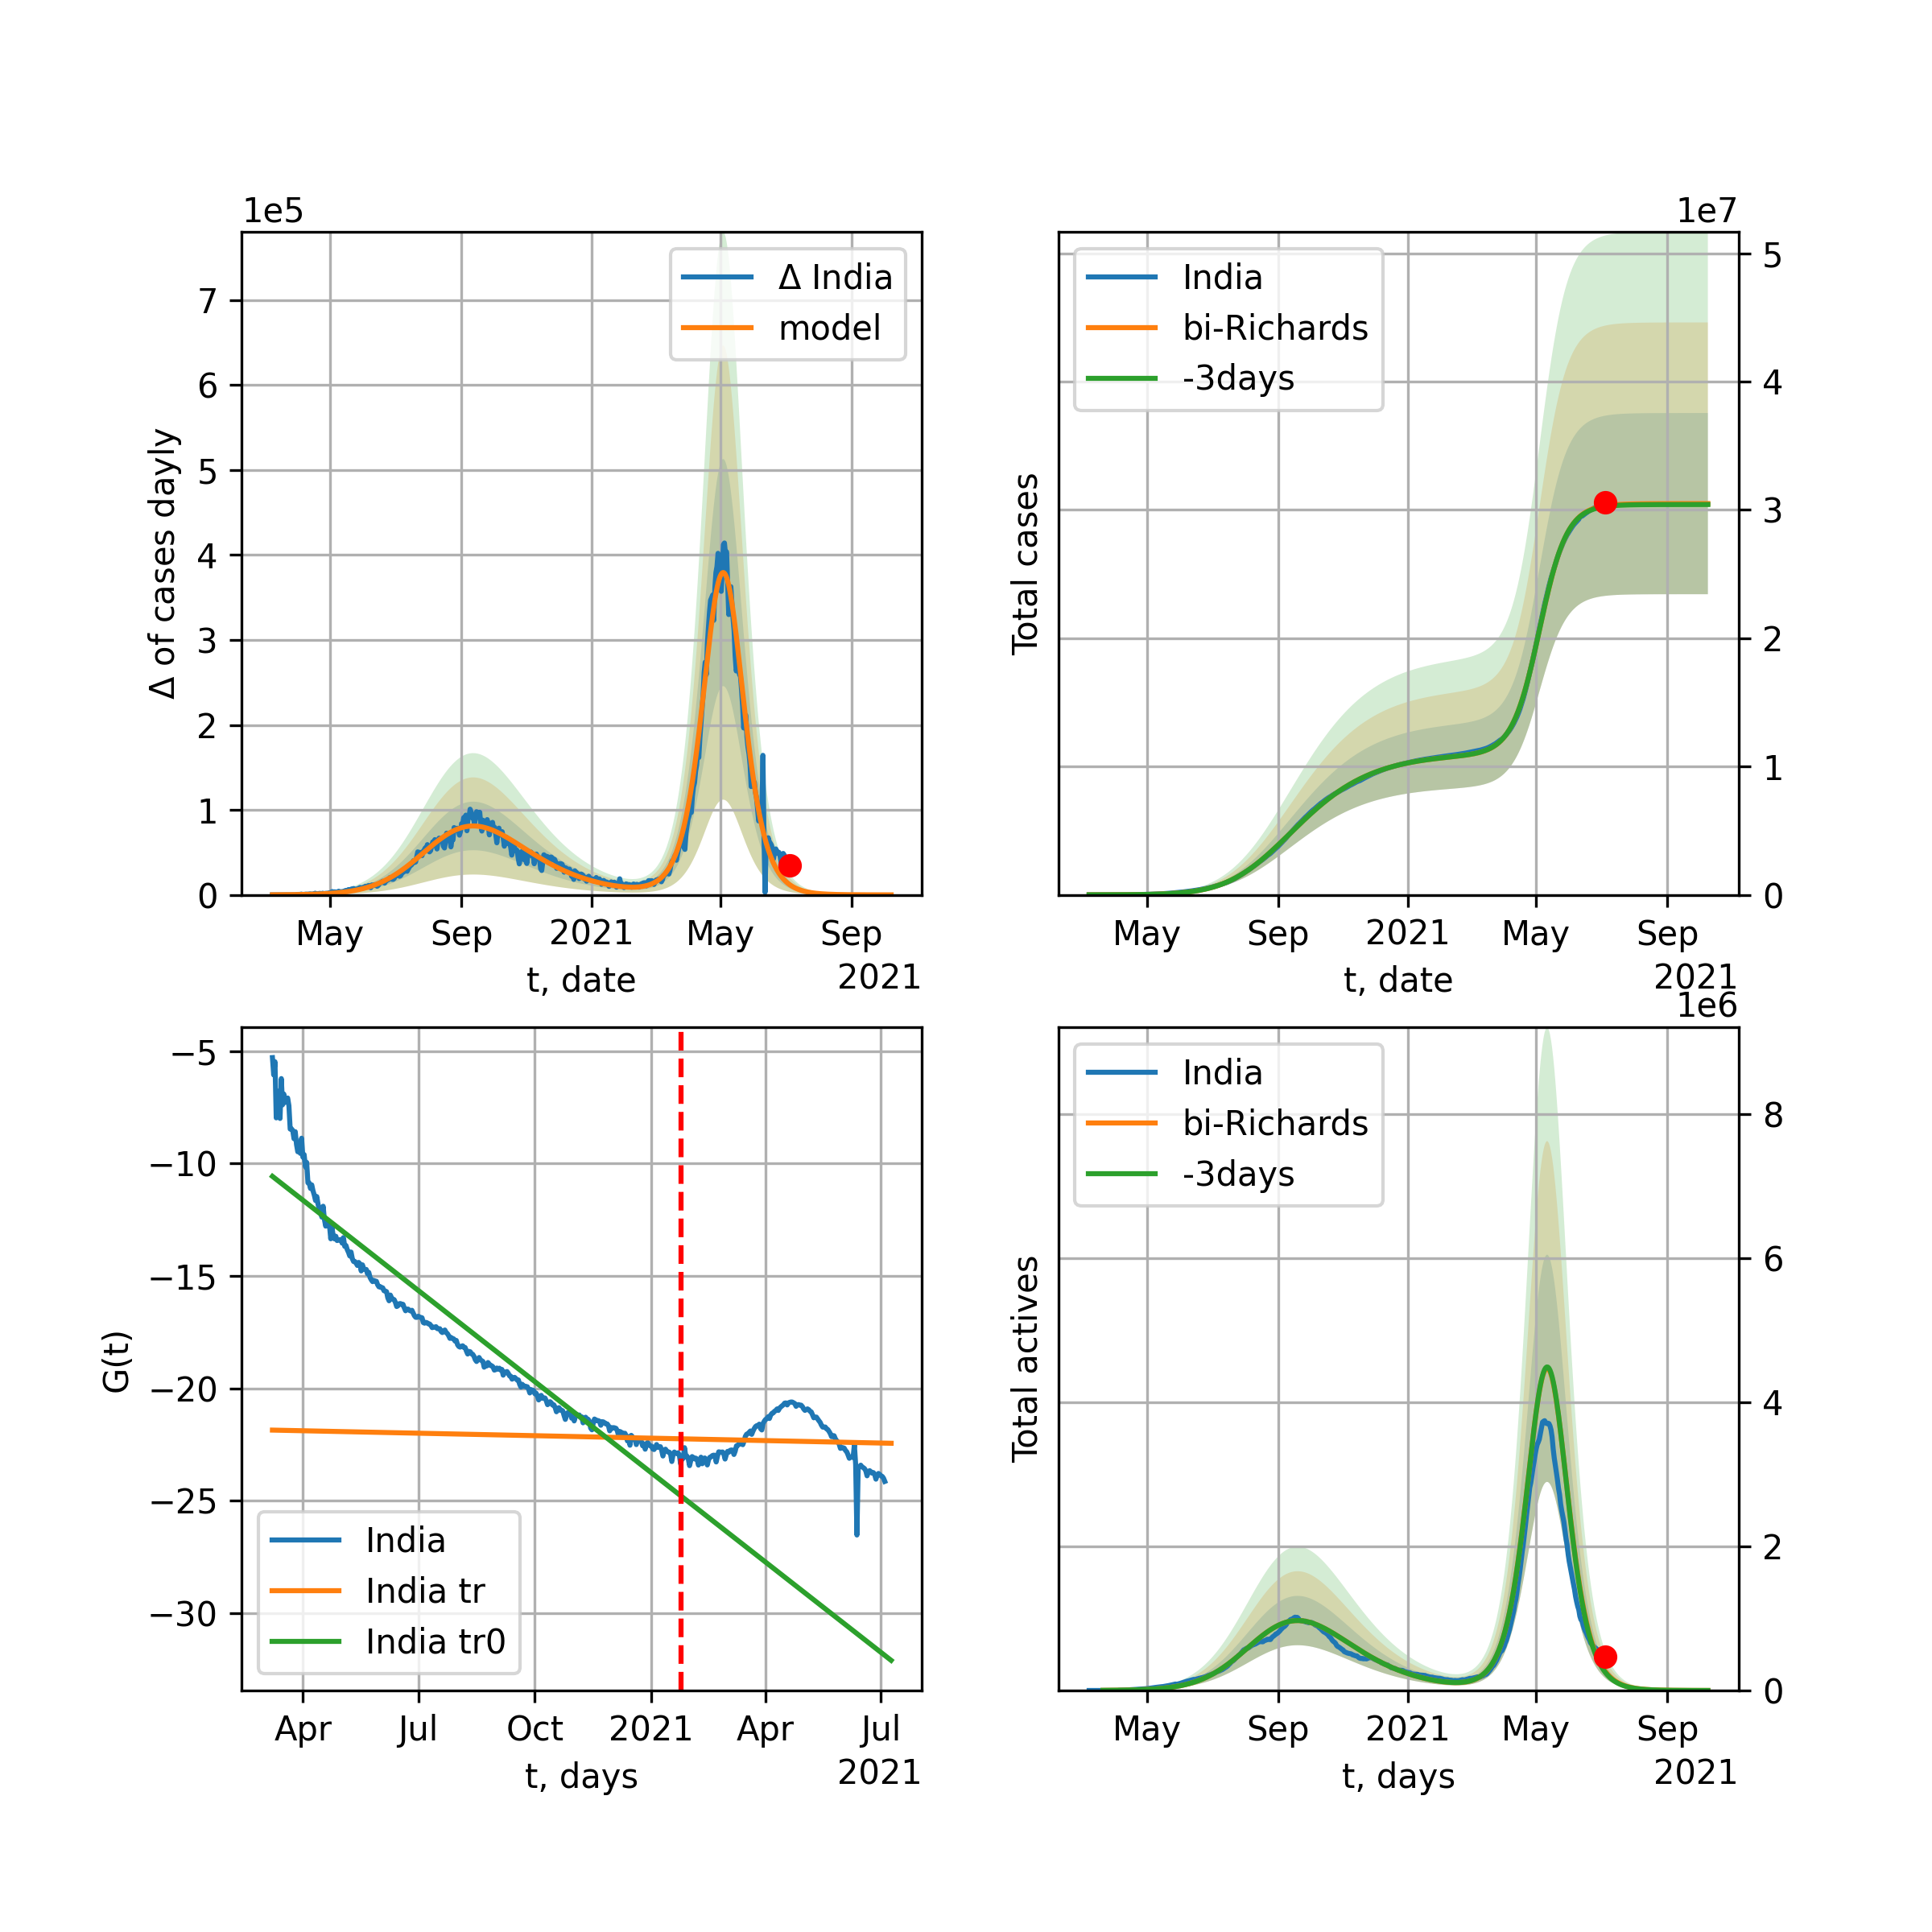 1e5
Δ of cases dayly
7
6
5
4
3
2
1
0
Δ India
model
May
Sep
2021
May
Sep
t, date
2021
1e7
Total cases
India
bi-Richards
-3days
5
4
3
2
1
0
May
Sep
2021
May
Sep
t, date
2021
G(t)
−5
−10
−15
−20
−25
−30
India
India tr
India tr0
Apr
Jul
Oct
2021
Apr
Jul
t, days
2021
1e6
Total actives
India
bi-Richards
-3days
8
6
4
2
0
May
Sep
2021
May
Sep
t, days
2021